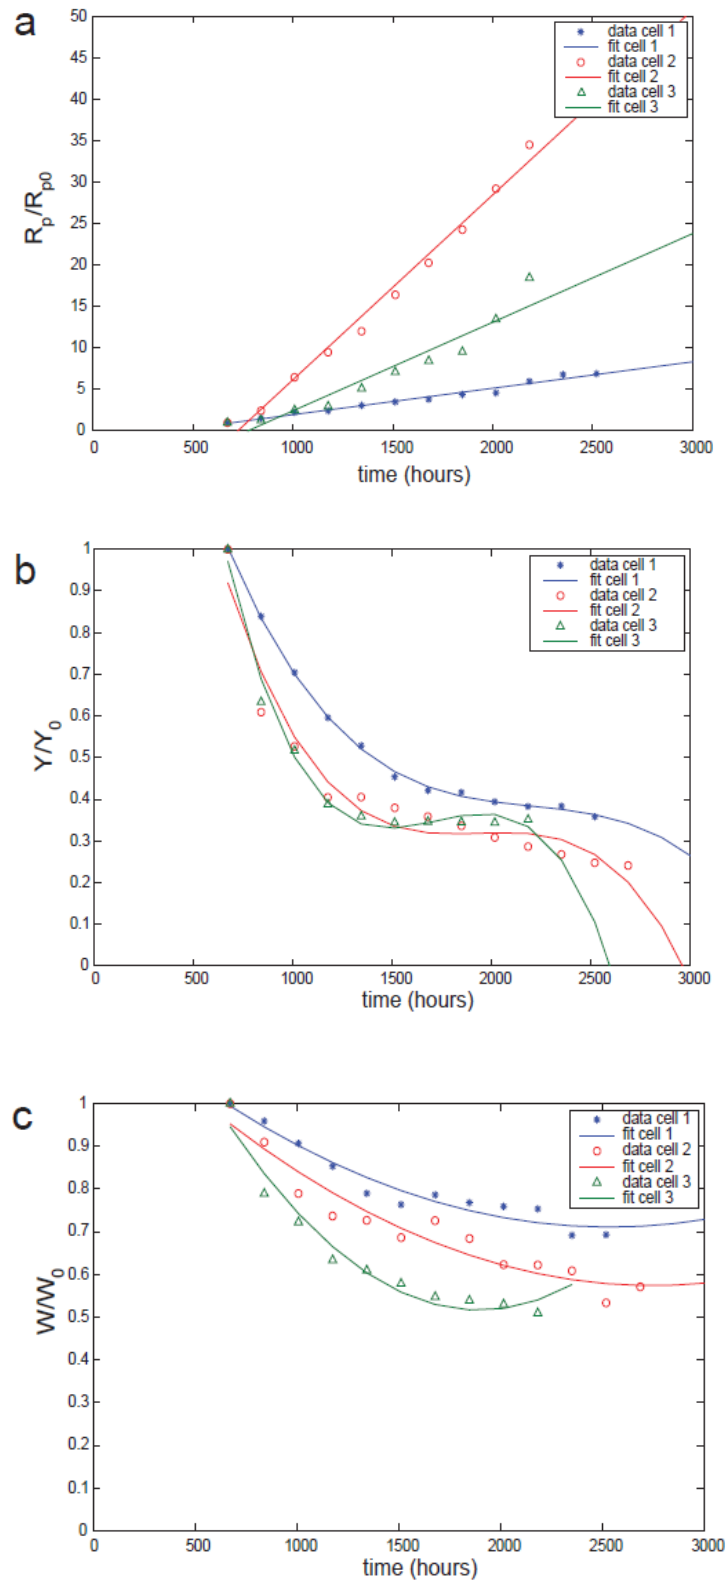 a
50
45
40
35
30
25
20
15
10
5
0
R_p/R_p0
data cell 1
fit cell 1
data cell 2
fit cell 2
data cell 3
fit cell 3
0 500 1000 1500 2000 2500 3000
time (hours)
b
1
0.9
0.8
0.7
0.6
0.5
0.4
0.3
0.2
0.1
0
Y/Y_0
data cell 1
fit cell 1
data cell 2
fit cell 2
data cell 3
fit cell 3
0 500 1000 1500 2000 2500 3000
time (hours)
c
1
0.9
0.8
0.7
0.6
0.5
0.4
0.3
0.2
0.1
0
W/W_0
data cell 1
fit cell 1
data cell 2
fit cell 2
data cell 3
fit cell 3
0 500 1000 1500 2000 2500 3000
time (hours)